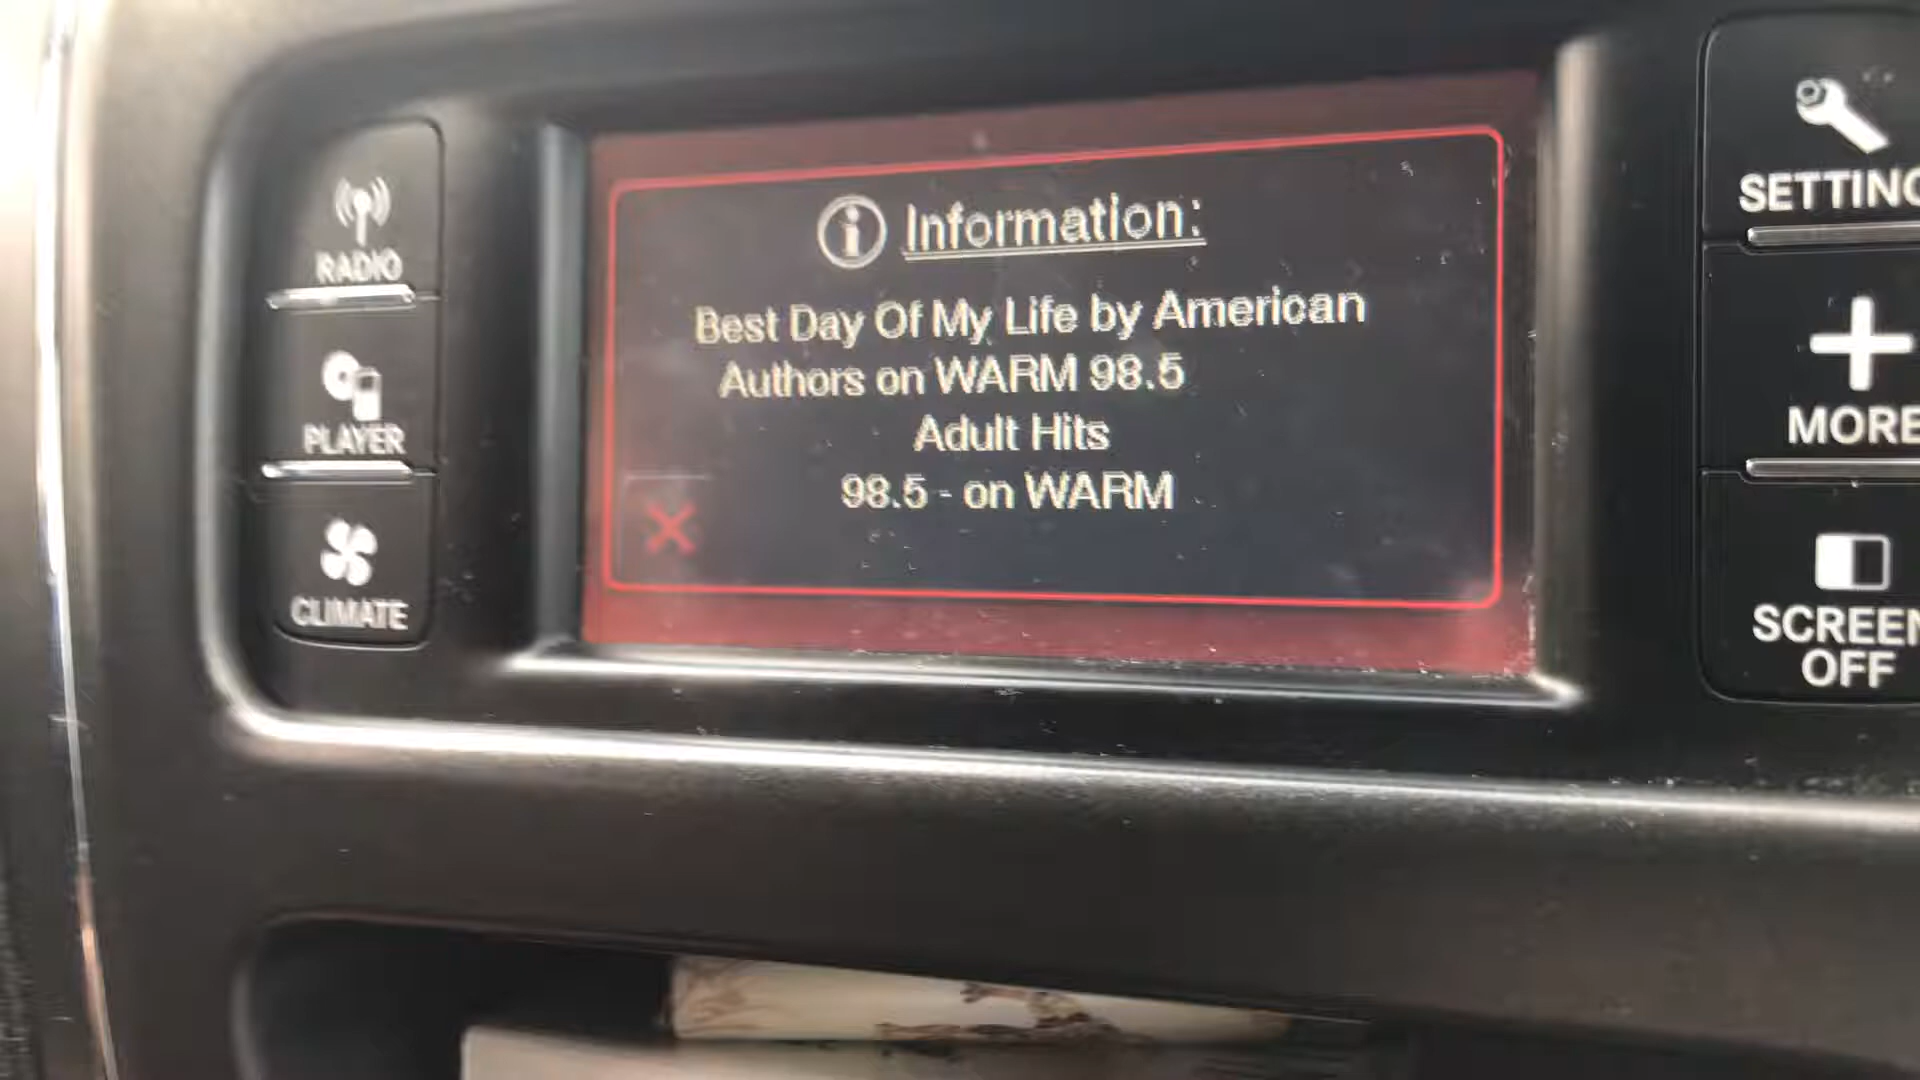 RADIO
PLAYER
CLIMATE
Information:
Best Day Of My Life by American
Authors on WARM 98.5
Adult Hits
98.5 - on WARM
SETTING
MORE
SCREEN
OFF